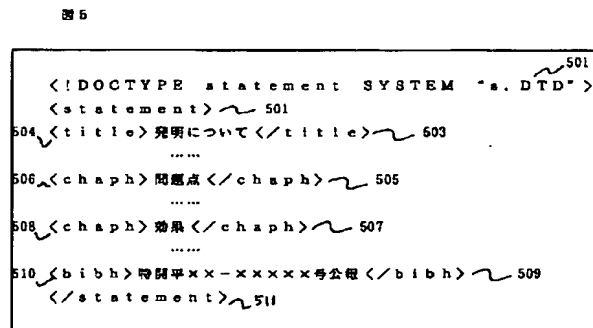 図5
501
<!DOCTYPE statement SYSTEM "s.DTD">
<statement> 501
504 <title>発明について</title> 503
……
506 <chaph>問題点</chaph> 505
……
508 <chaph>効果</chaph> 507
……
510 <bibh>特開平××-×××××号公報</bibh> 509
</statement> 511